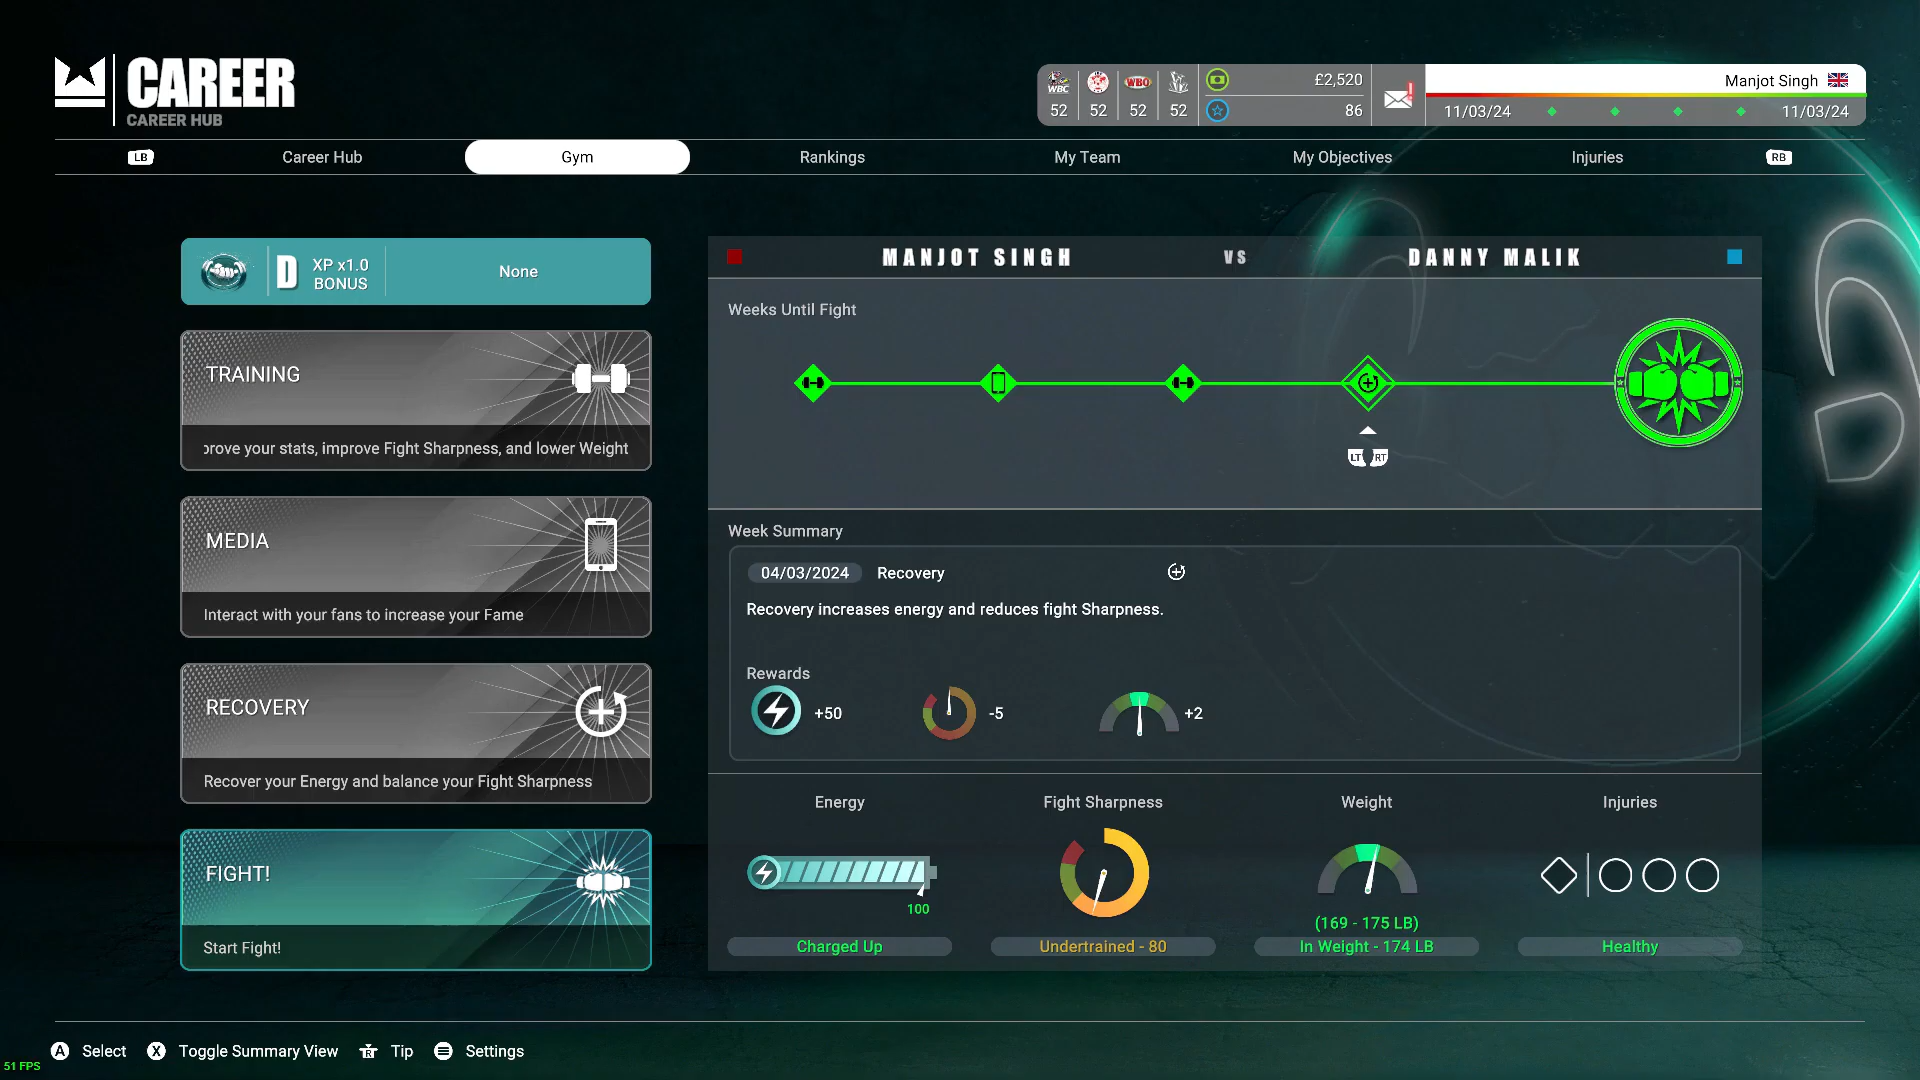 CAREER
CAREER HUB
WBC
WBO
52
52
52
52
£2,520
86
Manjot Singh
11/03/24
11/03/24
LB
Career Hub
Gym
Rankings
My Team
My Objectives
Injuries
RB
D
XP x1.0
BONUS
None
TRAINING
prove your stats, improve Fight Sharpness, and lower Weight
MEDIA
Interact with your fans to increase your Fame
RECOVERY
Recover your Energy and balance your Fight Sharpness
FIGHT!
Start Fight!
MANJOT SINGH
VS
DANNY MALIK
Weeks Until Fight
LT
RT
Week Summary
04/03/2024
Recovery
Recovery increases energy and reduces fight Sharpness.
Rewards
+50
-5
+2
Energy
Fight Sharpness
Weight
Injuries
100
(169 - 175 LB)
Charged Up
Undertrained - 80
In Weight - 174 LB
Healthy
A Select
X Toggle Summary View
R Tip
Settings
51 FPS